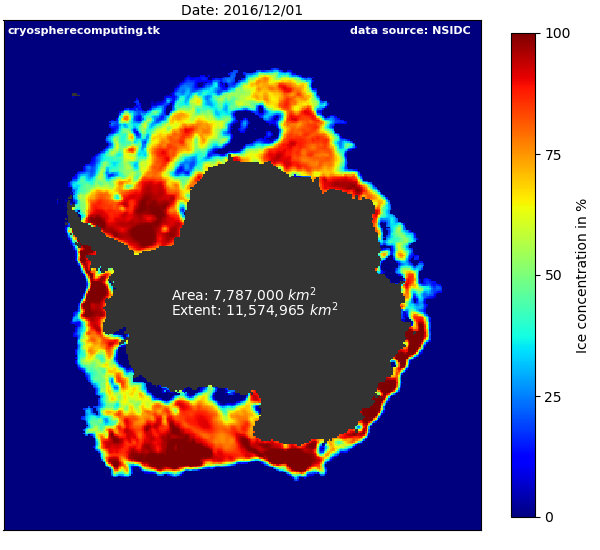 Date: 2016/12/01
cryospherecomputing.tk data source: NSIDC
Area: 7,787,000 km²
Extent: 11,574,965 km²
100
75
50
25
0
Ice concentration in %